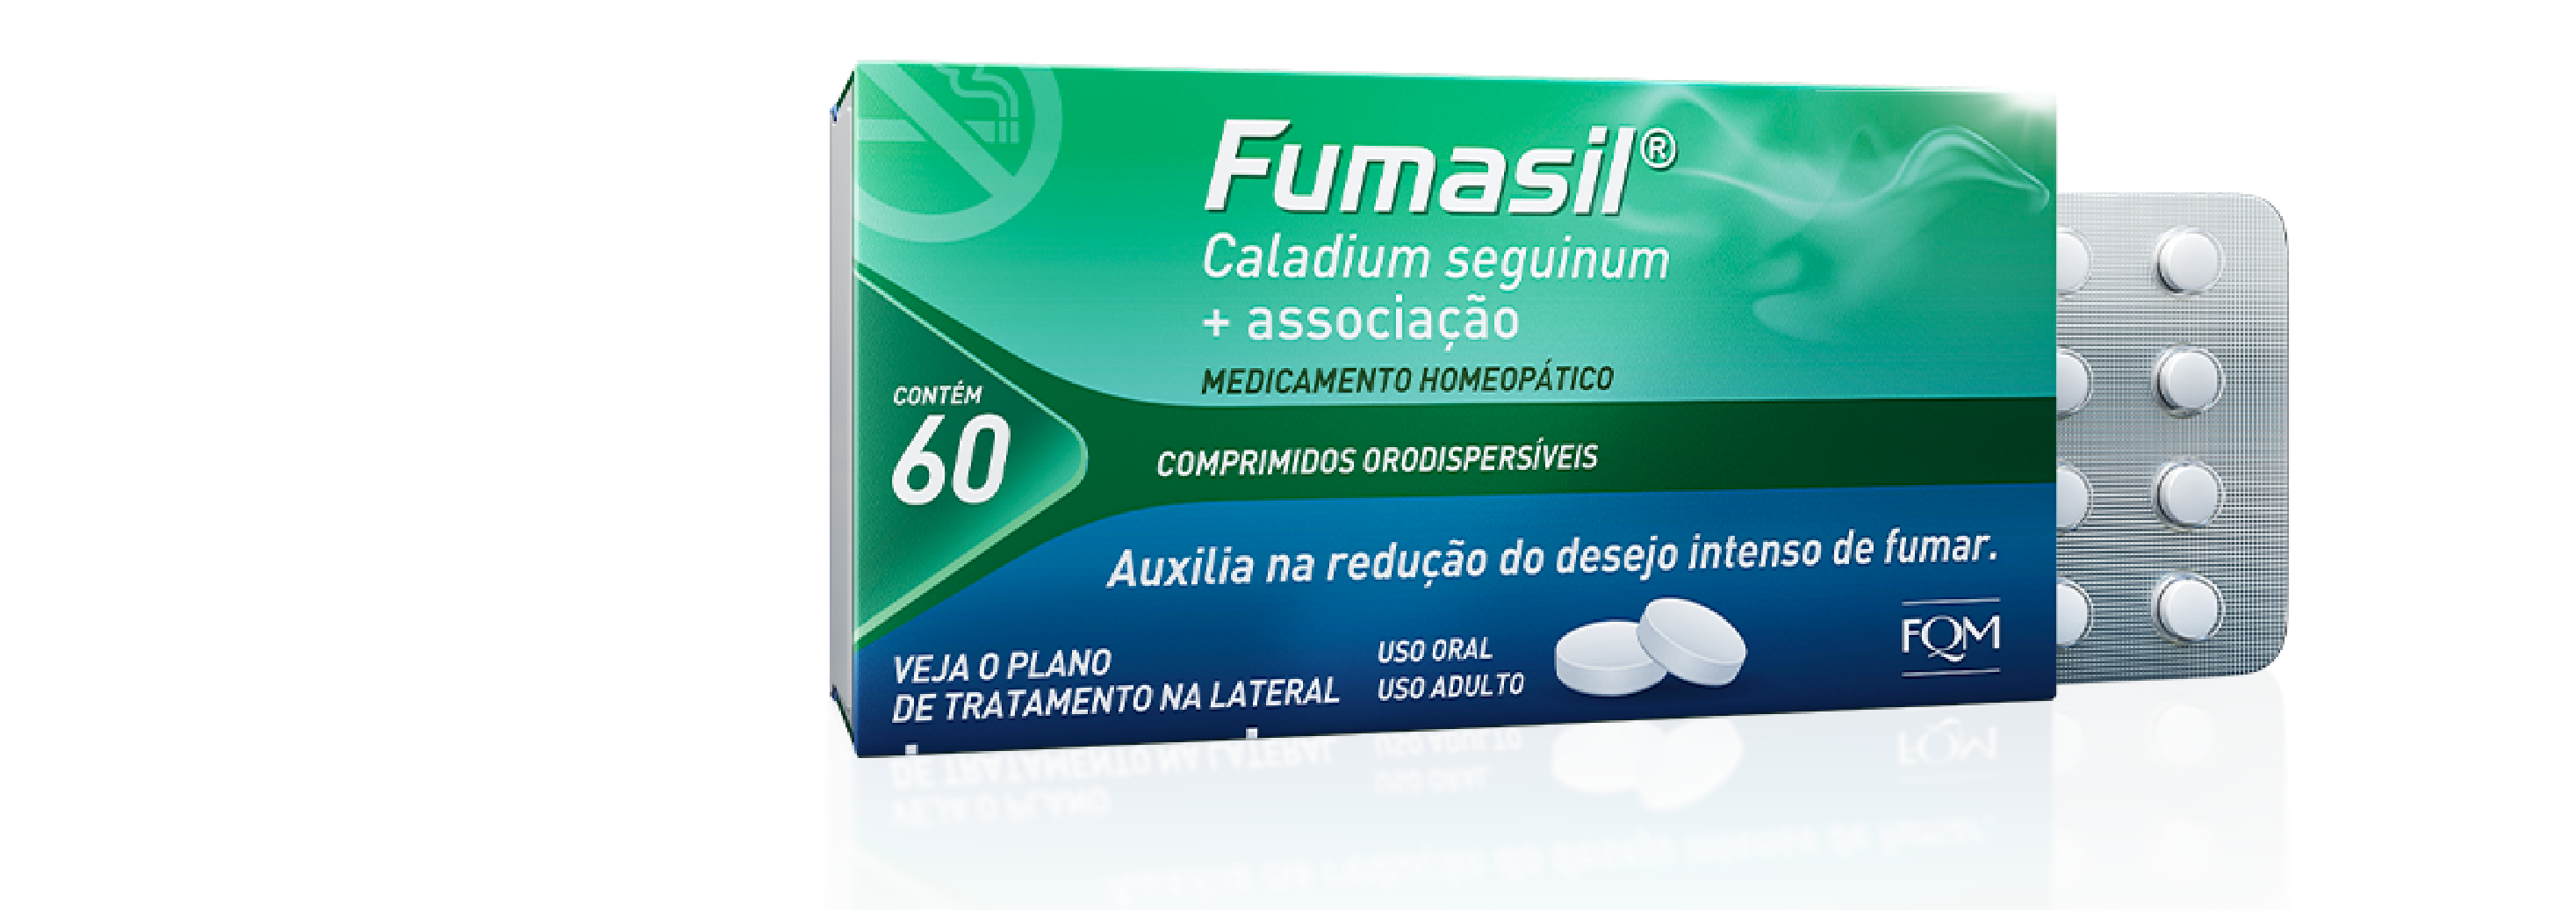 Fumasil®
Caladium seguinum
+ associação
MEDICAMENTO HOMEOPÁTICO
CONTÉM
60
COMPRIMIDOS ORODISPERSÍVEIS
Auxilia na redução do desejo intenso de fumar.
VEJA O PLANO
DE TRATAMENTO NA LATERAL
USO ORAL
USO ADULTO
FQM